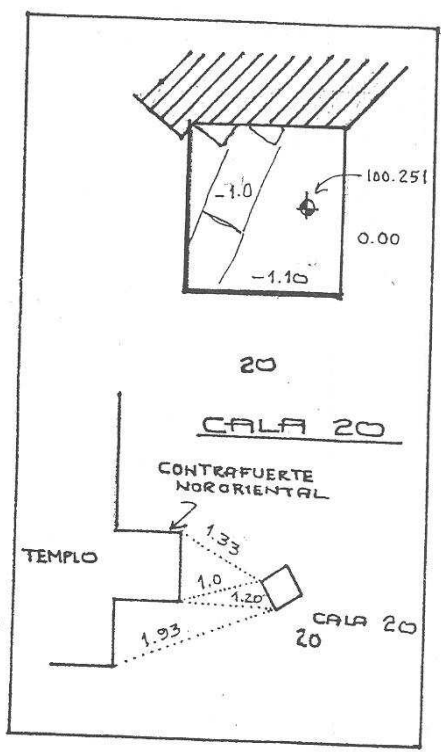 100.251
-1.0
0.00
-1.10
20
CALA 20
CONTRAFUERTE
NORORIENTAL
1.33
TEMPLO
1.0
1.20
CALA 20
20
1.93